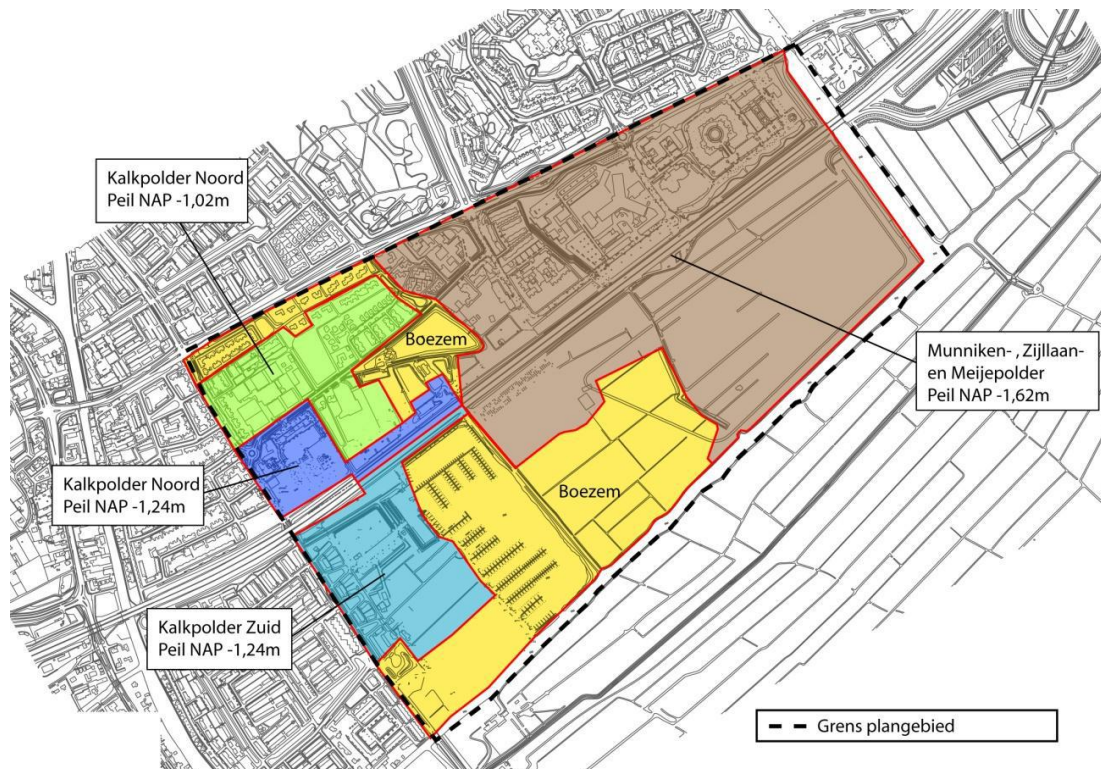 Kalkpolder Noord
Peil NAP -1,02m
Boezem
Munniken- , Zijllaan-
en Meijepolder
Peil NAP -1,62m
Kalkpolder Noord
Peil NAP -1,24m
Boezem
Kalkpolder Zuid
Peil NAP -1,24m
Grens plangebied